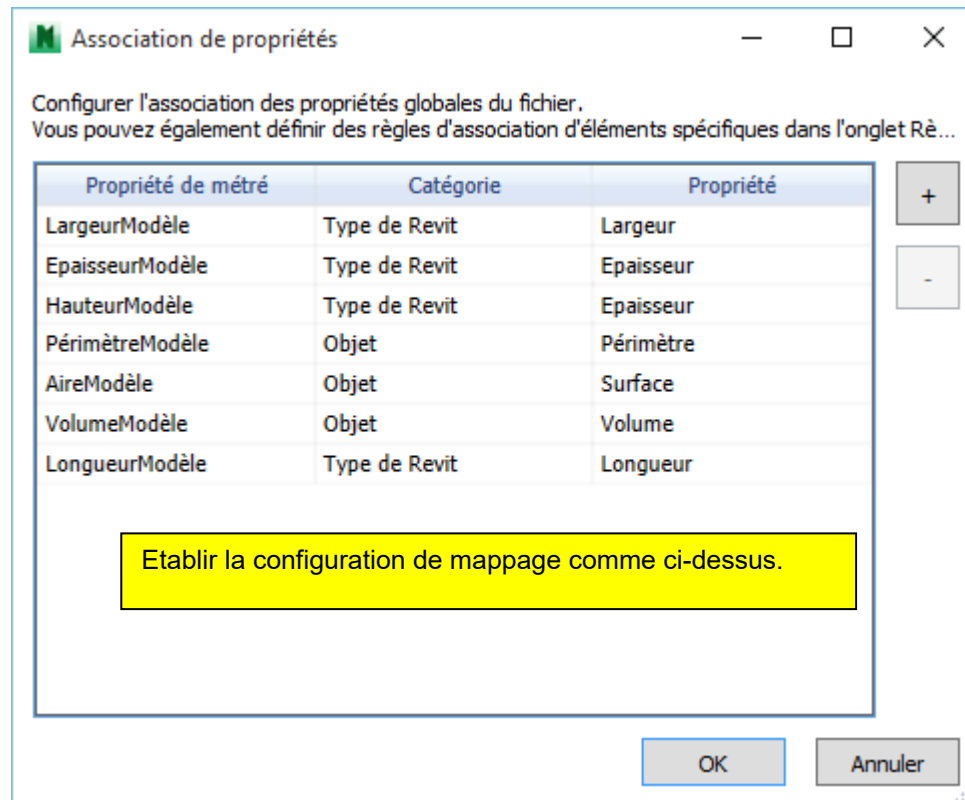 Association de propriétés
Configurer l'association des propriétés globales du fichier.
Vous pouvez également définir des règles d'association d'éléments spécifiques dans l'onglet Rè...
Propriété de métré Catégorie Propriété
LargeurModèle Type de Revit Largeur
EpaisseurModèle Type de Revit Epaisseur
HauteurModèle Type de Revit Epaisseur
PérimètreModèle Objet Périmètre
AireModèle Objet Surface
VolumeModèle Objet Volume
LongueurModèle Type de Revit Longueur
+
-
Etablir la configuration de mappage comme ci-dessus.
OK Annuler